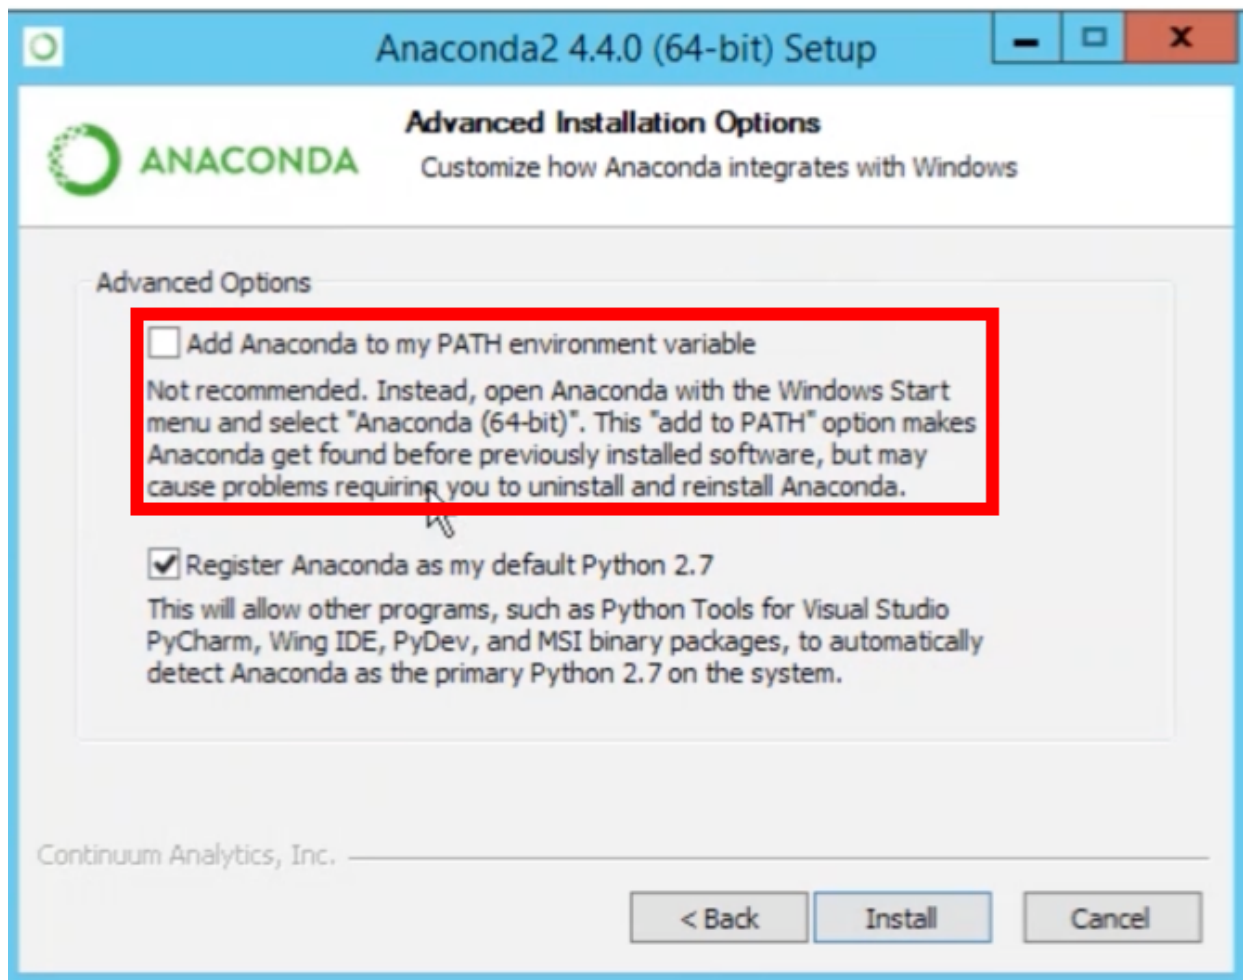 Anaconda2 4.4.0 (64-bit) Setup
ANACONDA
Advanced Installation Options
Customize how Anaconda integrates with Windows
Advanced Options
Add Anaconda to my PATH environment variable
Not recommended. Instead, open Anaconda with the Windows Start
menu and select "Anaconda (64-bit)". This "add to PATH" option makes
Anaconda get found before previously installed software, but may
cause problems requiring you to uninstall and reinstall Anaconda.
Register Anaconda as my default Python 2.7
This will allow other programs, such as Python Tools for Visual Studio
PyCharm, Wing IDE, PyDev, and MSI binary packages, to automatically
detect Anaconda as the primary Python 2.7 on the system.
Continuum Analytics, Inc.
< Back Install Cancel